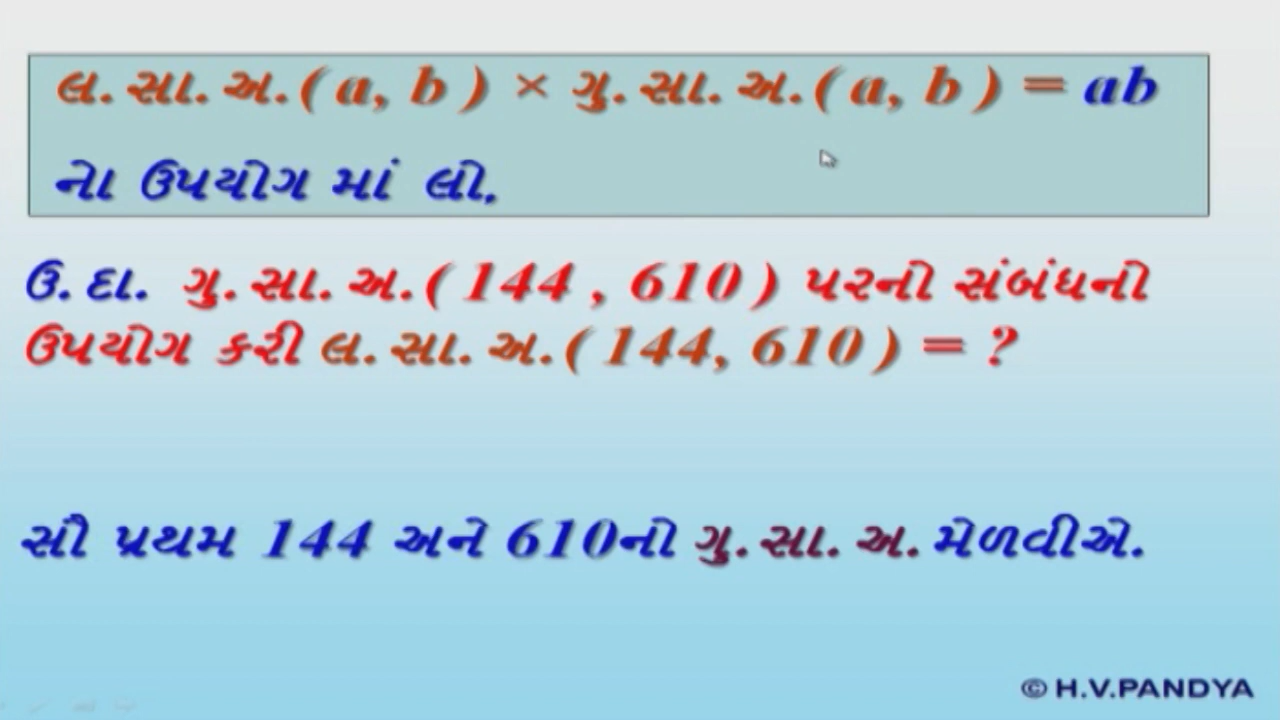 લ. સા. અ. ( a, b ) × ગુ. સા. અ. ( a, b ) = ab
નો ઉપયોગ માં લો.
ઉ. દા. ગુ. સા. અ. ( 144 , 610 ) પરનો સંબંધનો
ઉપયોગ કરી લ. સા. અ. ( 144, 610 ) = ?
સૌ પ્રથમ 144 અને 610નો ગુ. સા. અ. મેળવીએ.
© H.V.PANDYA